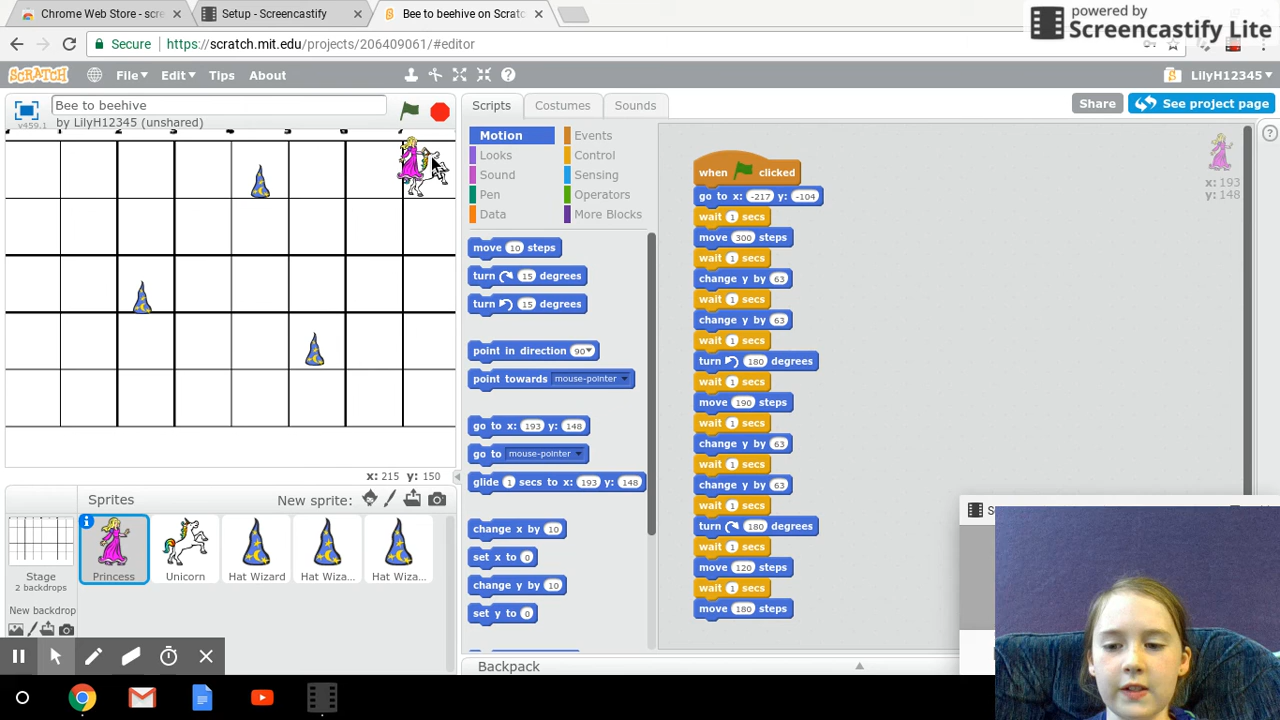 Chrome Web Store - scre
Setup - Screencastify
Bee to beehive on Scratc
powered by
Screencastify Lite
Secure
https://scratch.mit.edu/projects/206409061/#editor
SCRATCH
File
Edit
Tips
About
LilyH12345
Bee to beehive
by LilyH12345 (unshared)
v459.1
Scripts
Costumes
Sounds
Share
See project page
2 3 4 5 6 7
Motion
Looks
Sound
Pen
Data
Events
Control
Sensing
Operators
More Blocks
move 10 steps
turn 15 degrees
turn 15 degrees
point in direction 90
point towards mouse-pointer
go to x: 193 y: 148
go to mouse-pointer
glide 1 secs to x: 193 y: 148
change x by 10
set x to 0
change y by 10
set y to 0
when clicked
go to x: -217 y: -104
wait 1 secs
move 300 steps
wait 1 secs
change y by 63
wait 1 secs
change y by 63
wait 1 secs
turn 180 degrees
wait 1 secs
move 190 steps
wait 1 secs
change y by 63
wait 1 secs
change y by 63
wait 1 secs
turn 180 degrees
wait 1 secs
move 120 steps
wait 1 secs
move 180 steps
x: 193
y: 148
x: 215 y: 150
Sprites
New sprite:
Stage
2 backdrops
New backdrop
Princess
Unicorn
Hat Wizard
Hat Wiza...
Hat Wiza...
Backpack